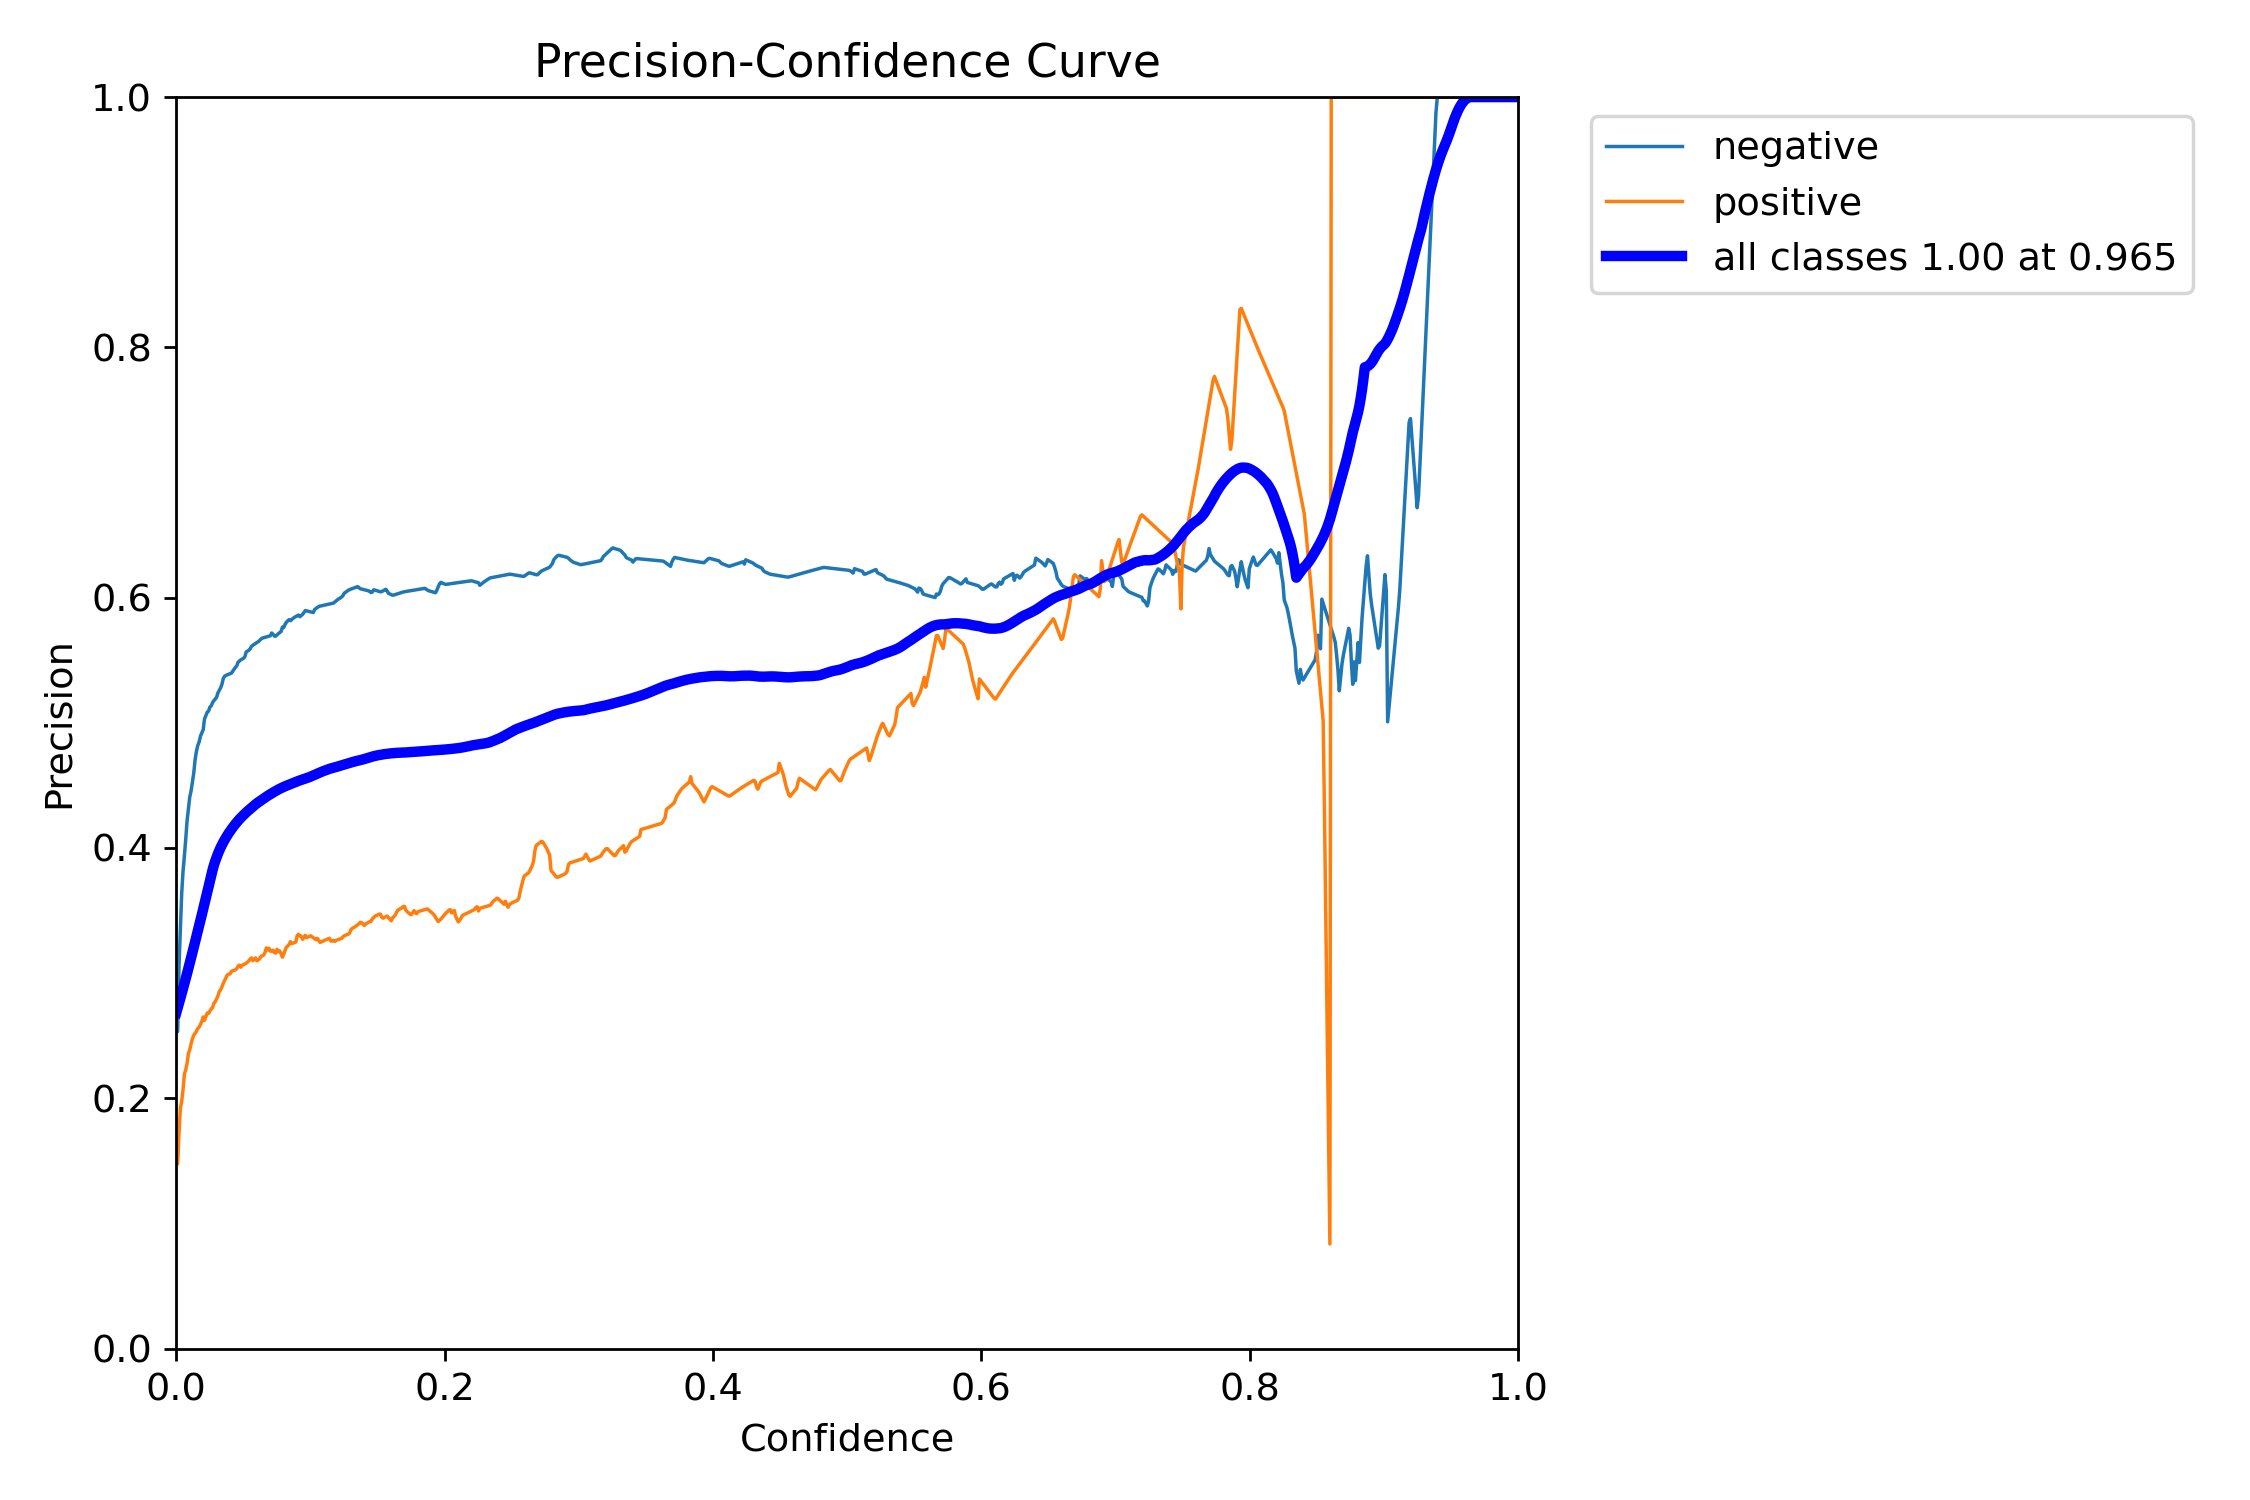 Precision-Confidence Curve
1.0
0.8
0.6
0.4
0.2
0.0
Precision
0.0 0.2 0.4 0.6 0.8 1.0
Confidence
negative
positive
all classes 1.00 at 0.965